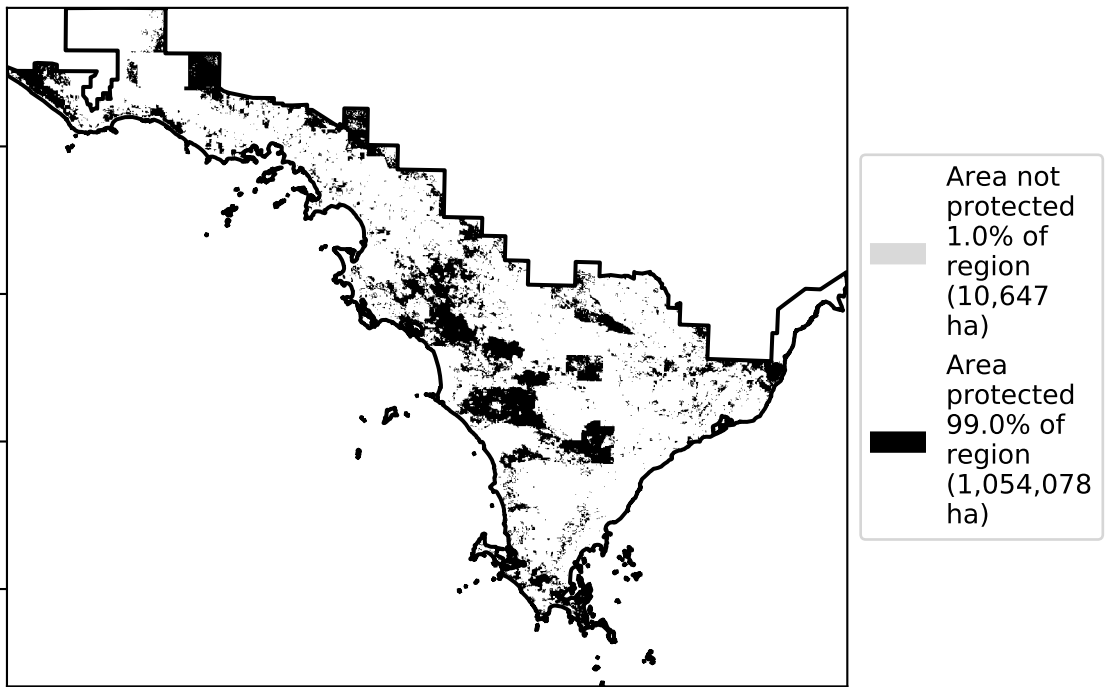 Area not
protected
1.0% of
region
(10,647
ha)
Area
protected
99.0% of
region
(1,054,078
ha)